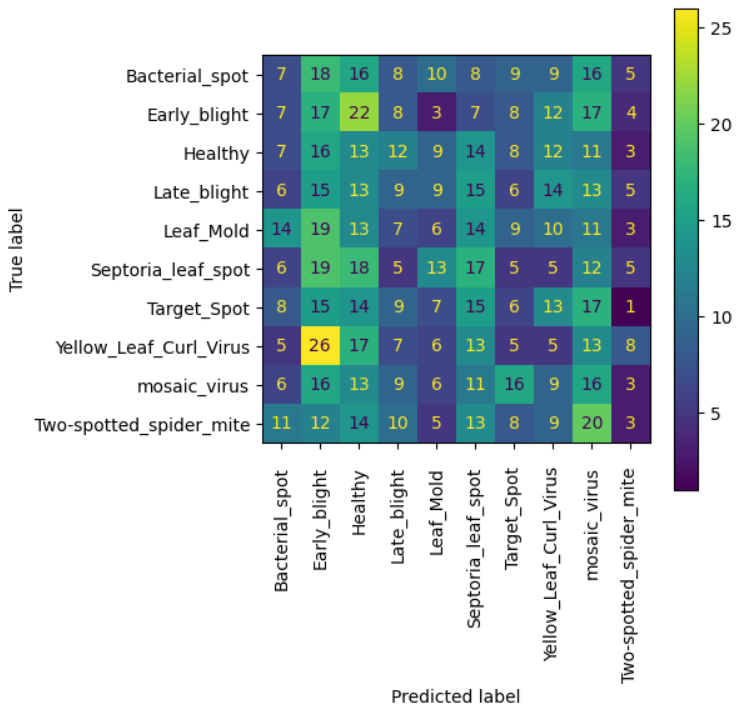 Bacterial_spot 7 18 16 8 10 8 9 9 16 5
Early_blight 7 17 22 8 3 7 8 12 17 4
Healthy 7 16 13 12 9 14 8 12 11 3
Late_blight 6 15 13 9 9 15 6 14 13 5
Leaf_Mold 14 19 13 7 6 14 9 10 11 3
Septoria_leaf_spot 6 19 18 5 13 17 5 5 12 5
Target_Spot 8 15 14 9 7 15 6 13 17 1
Yellow_Leaf_Curl_Virus 5 26 17 7 6 13 5 5 13 8
mosaic_virus 6 16 13 9 6 11 16 9 16 3
Two-spotted_spider_mite 11 12 14 10 5 13 8 9 20 3
True label
Bacterial_spot
Early_blight
Healthy
Late_blight
Leaf_Mold
Septoria_leaf_spot
Target_Spot
Yellow_Leaf_Curl_Virus
mosaic_virus
Two-spotted_spider_mite
Predicted label
25
20
15
10
5